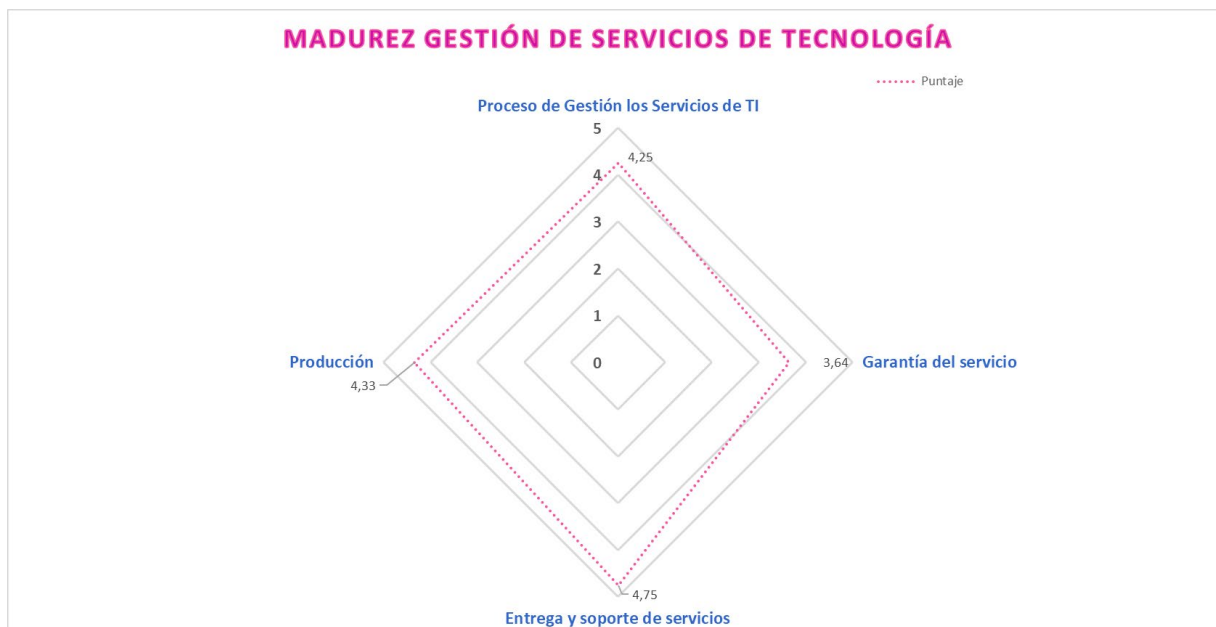 MADUREZ GESTIÓN DE SERVICIOS DE TECNOLOGÍA
Puntaje
Proceso de Gestión los Servicios de TI
5
4,25
4
3
2
1
0
Producción
4,33
3,64
Garantía del servicio
4,75
Entrega y soporte de servicios